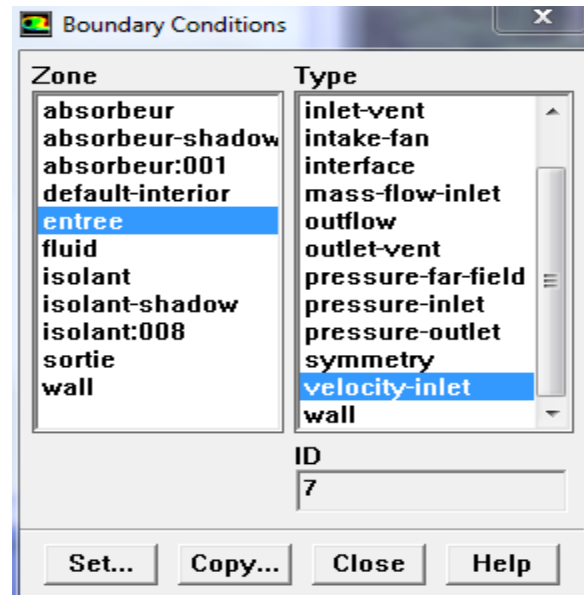 Boundary Conditions
x
Zone
absorbeur
absorbeur-shadow
absorbeur:001
default-interior
entree
fluid
isolant
isolant-shadow
isolant:008
sortie
wall
Type
inlet-vent
intake-fan
interface
mass-flow-inlet
outflow
outlet-vent
pressure-far-field
pressure-inlet
pressure-outlet
symmetry
velocity-inlet
wall
ID
7
Set... Copy... Close Help